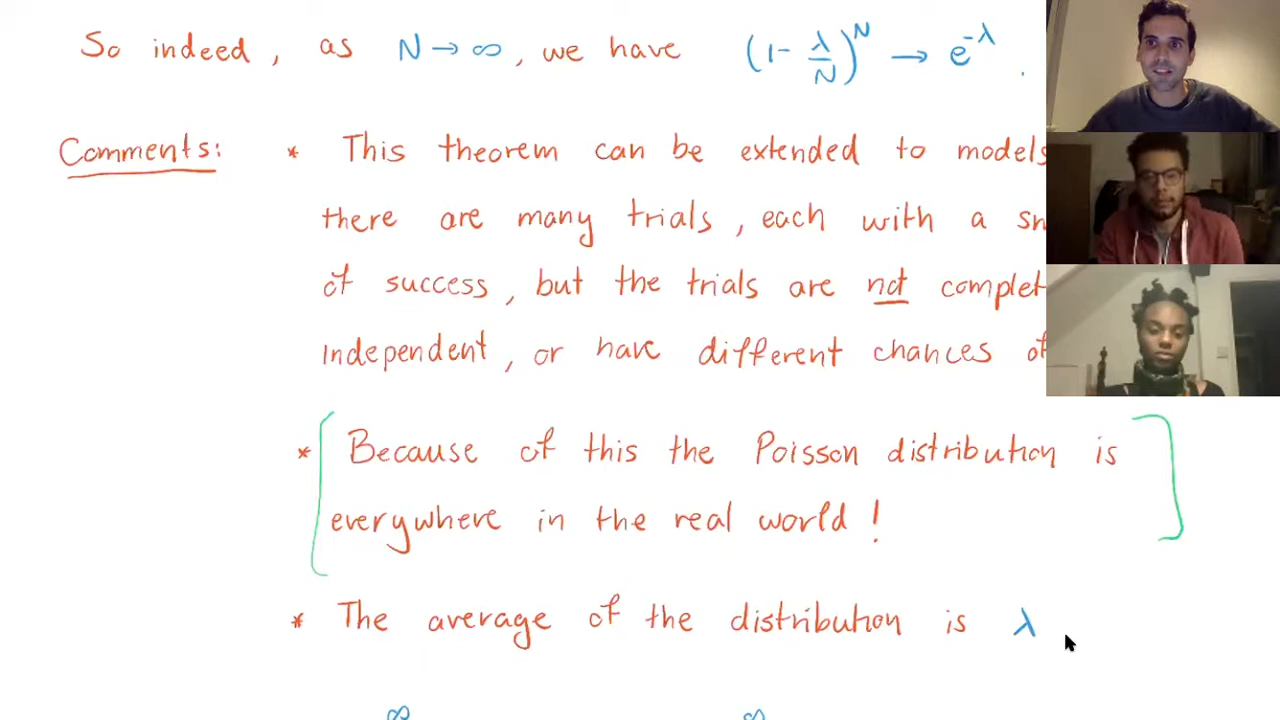 So indeed, as N → ∞, we have (1 - λ/N)^N → e^-λ.
Comments: * This theorem can be extended to models
there are many trials, each with a
of success, but the trials are not
independent, or have different chances
* [Because of this the Poisson distribution is
everywhere in the real world!]
* The average of the distribution is λ
∞ ∞